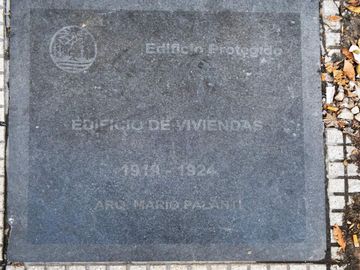 Edificio Protegido
EDIFICIO DE VIVIENDAS
1919 - 1924
ARQ. MARIO PALANTI